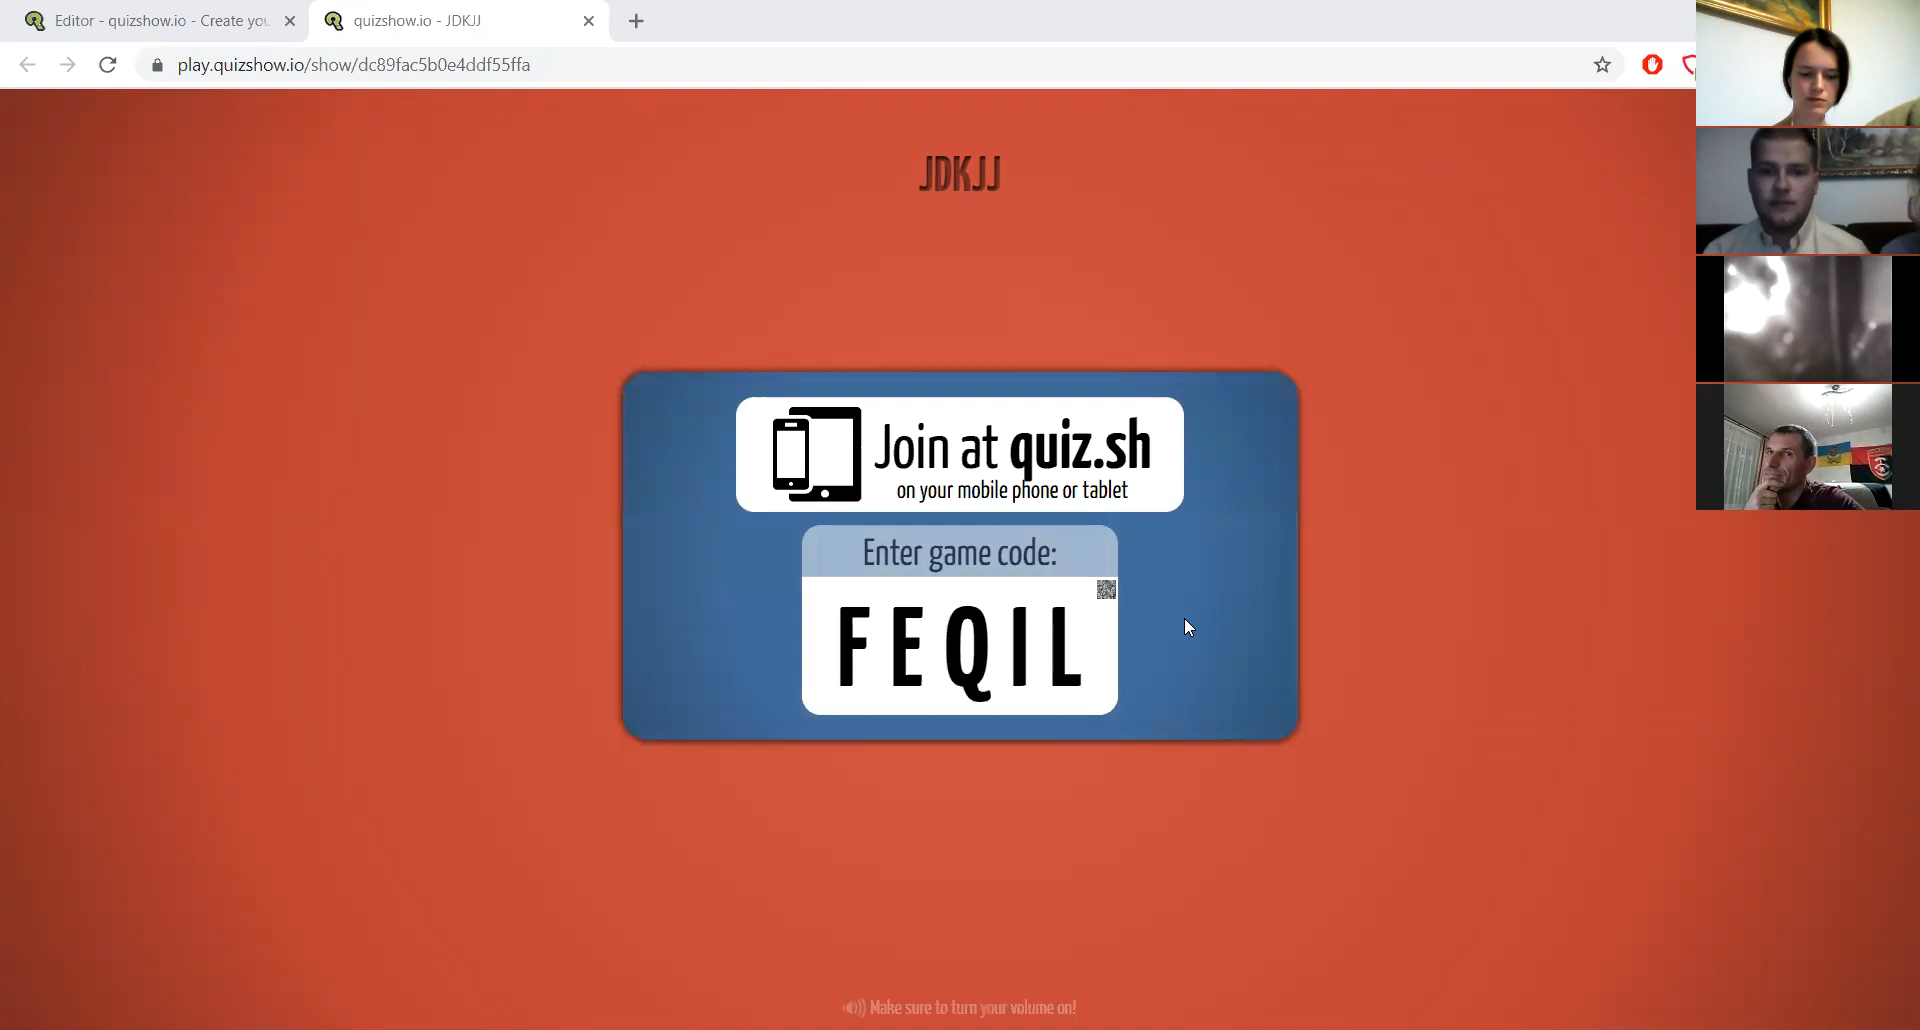 Editor - quizshow.io - Create you
quizshow.io - JDKJJ
play.quizshow.io/show/dc89fac5b0e4ddf55ffa
JDKJJ
Join at quiz.sh
on your mobile phone or tablet
Enter game code:
FEQIL
Make sure to turn your volume on!